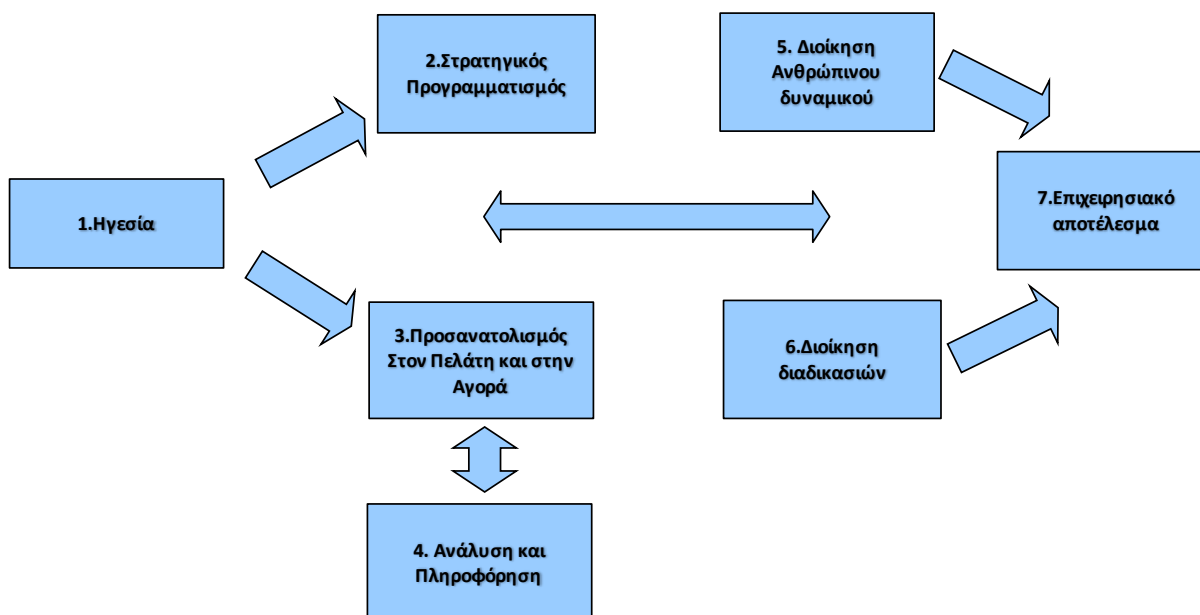 1.Ηγεσία
2.Στρατηγικός
Προγραμματισμός
3.Προσανατολισμός
Στον Πελάτη και στην
Αγορά
4. Ανάλυση και
Πληροφόρηση
5. Διοίκηση
Ανθρώπινου
δυναμικού
6.Διοίκηση
διαδικασιών
7.Επιχειρησιακό
αποτέλεσμα